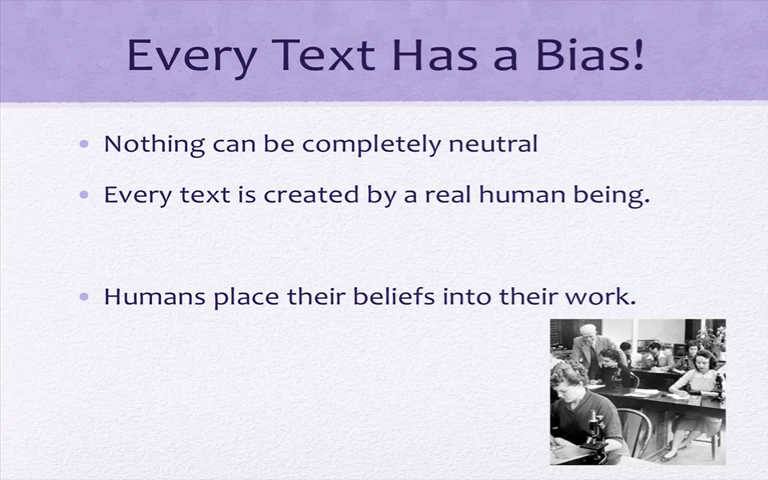 Every Text Has a Bias!
• Nothing can be completely neutral
• Every text is created by a real human being.
• Humans place their beliefs into their work.